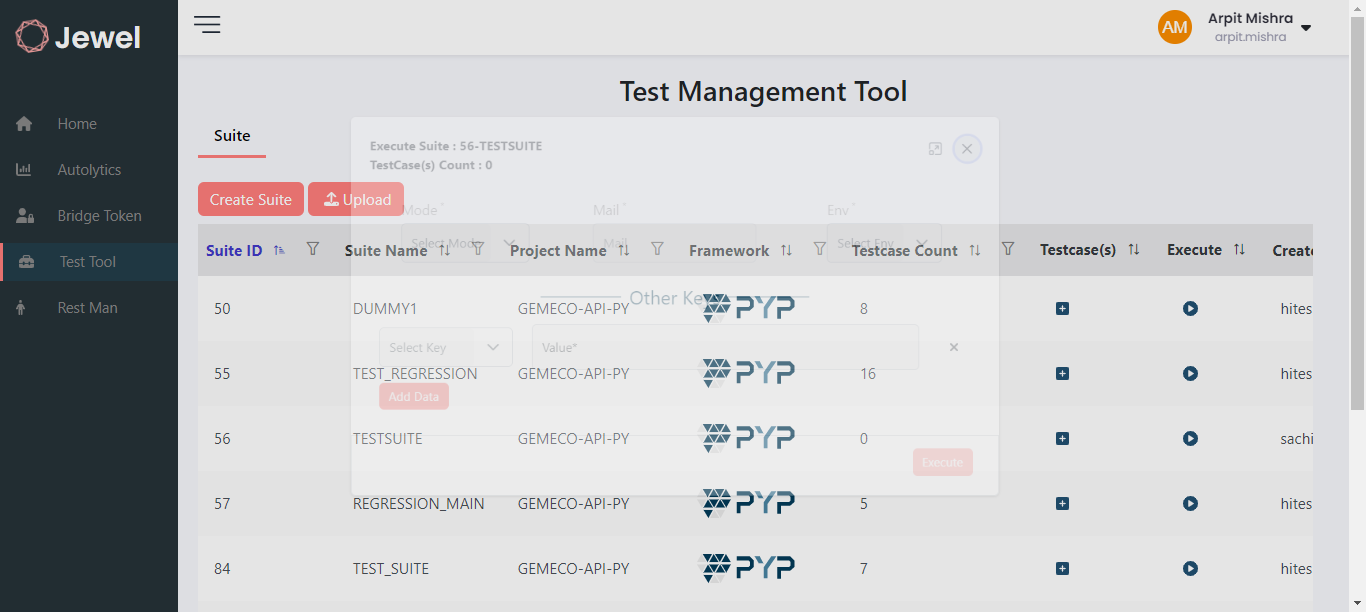 Jewel
AM
Arpit Mishra
arpit.mishra
Home
Autolytics
Bridge Token
Test Tool
Rest Man
Test Management Tool
Suite
Create Suite
Upload
Execute Suite : 56-TESTSUITE
TestCase(s) Count : 0
Mode* Mail* Env*
Select Mode Mail Select Env
Suite ID Suite Name Project Name Framework Testcase Count Testcase(s) Execute Create
Other Key
50 DUMMY1 GEMECO-API-PY PYP 8 hites
Select Key Value*
55 TEST_REGRESSION GEMECO-API-PY PYP 16 hites
Add Data
56 TESTSUITE GEMECO-API-PY PYP 0 sachi
Execute
57 REGRESSION_MAIN GEMECO-API-PY PYP 5 hites
84 TEST_SUITE GEMECO-API-PY PYP 7 hites